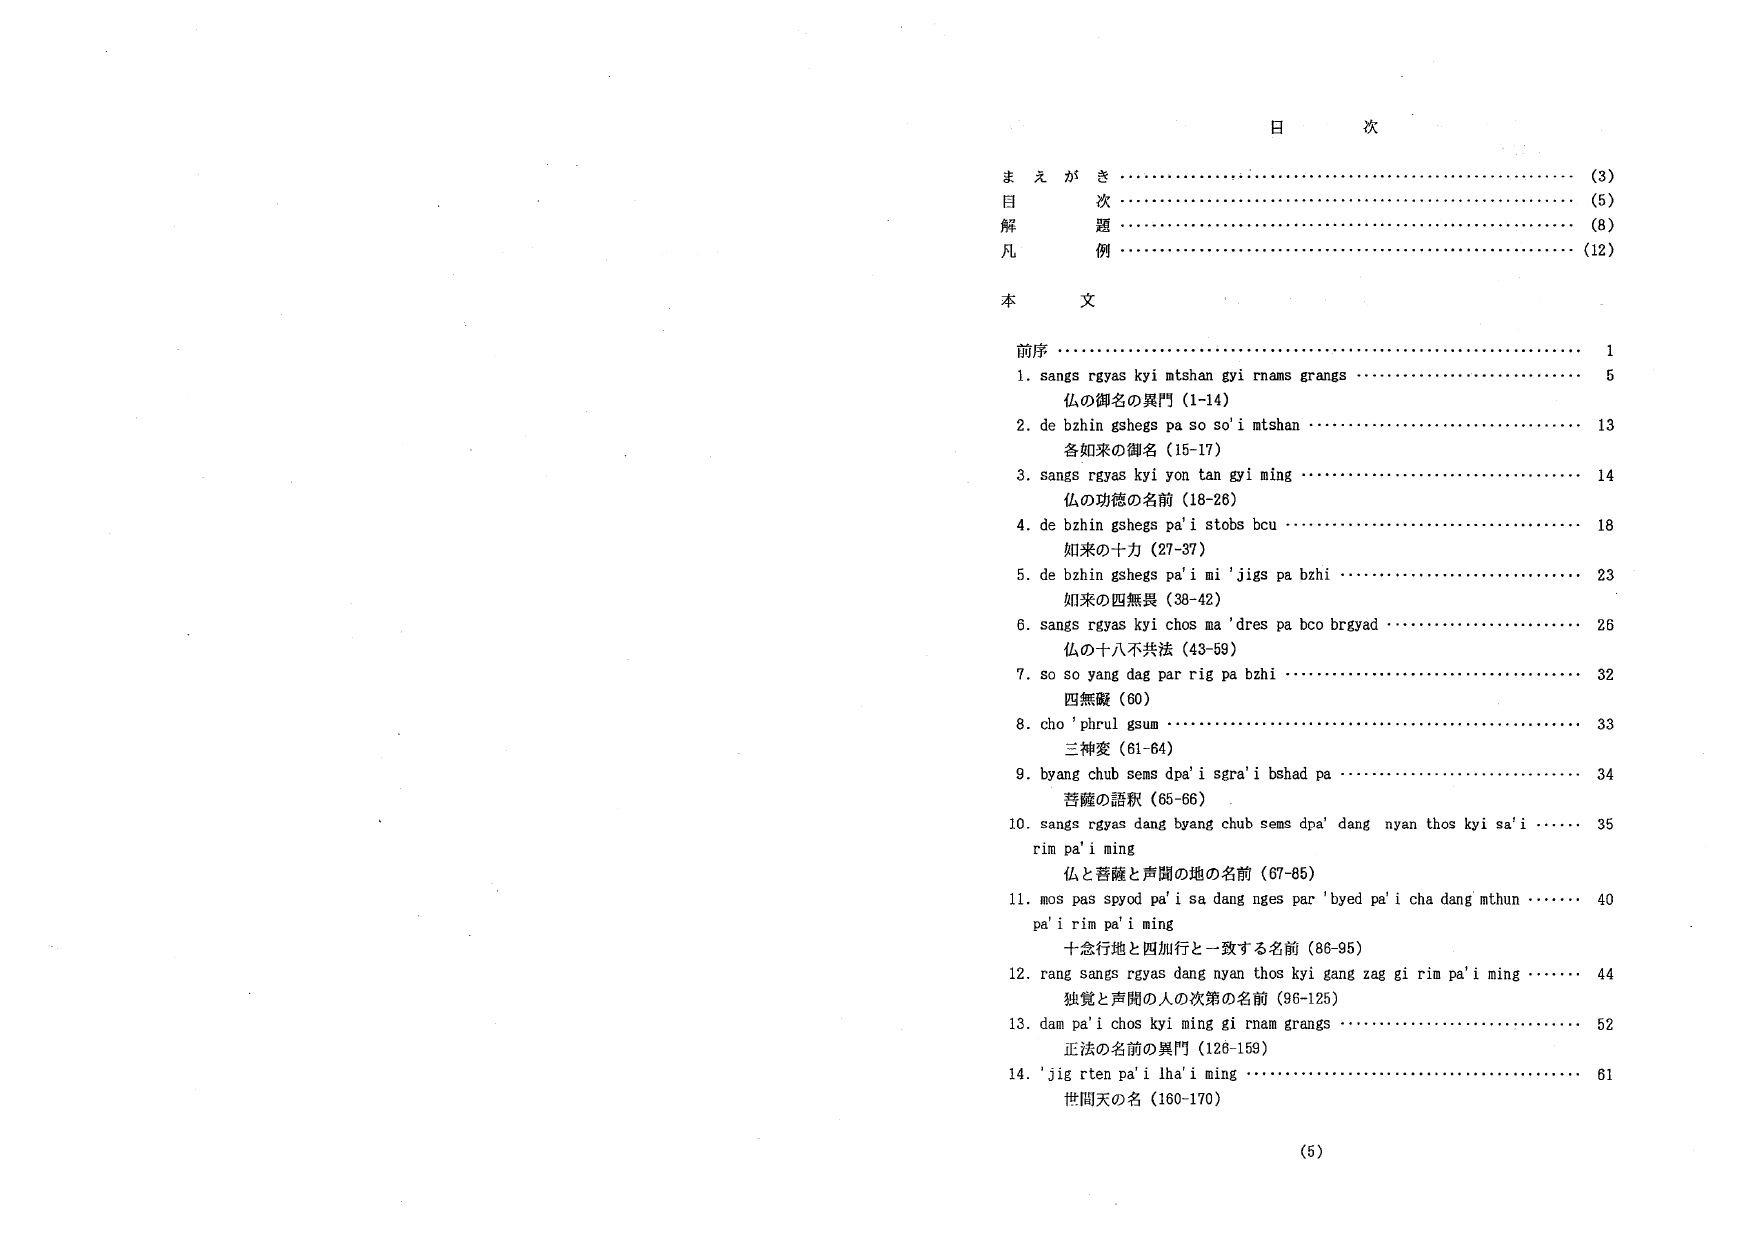 目　　　次
まえがき………………………………………………… (3)
目　　次………………………………………………… (5)
解　　題………………………………………………… (8)
凡　　例………………………………………………… (12)
本　　文
前序………………………………………………… 1
1. sangs rgyas kyi mtshan gyi rnams grangs ………………… 5
仏の御名の異門（1-14）
2. de bzhin gshegs pa so so'i mtshan ………………… 13
各如来の御名（15-17）
3. sangs rgyas kyi yon tan gyi ming ………………… 14
仏の功徳の名前（18-26）
4. de bzhin gshegs pa'i stobs bcu ………………… 18
如来の十力（27-37）
5. de bzhin gshegs pa'i mi 'jigs pa bzhi ………………… 23
如来の四無畏（38-42）
6. sangs rgyas kyi chos ma 'dres pa bco brgyad ………………… 26
仏の十八不共法（43-59）
7. so so yang dag par rig pa bzhi ………………… 32
四無礙（60）
8. cho 'phrul gsum ………………… 33
三神変（61-64）
9. byang chub sems dpa'i sgra'i bshad pa ………………… 34
菩薩の語釈（65-66）
10. sangs rgyas dang byang chub sems dpa' dang nyan thos kyi sa'i …… 35
rim pa'i ming
仏と菩薩と声聞の地の名前（67-85）
11. mos pas spyod pa'i sa dang nges par 'byed pa'i cha dang mthun …… 40
pa'i rim pa'i ming
十念行地と四加行と一致する名前（86-95）
12. rang sangs rgyas dang nyan thos kyi gang zag gi rim pa'i ming …… 44
独覚と声聞の人の次第の名前（96-125）
13. dam pa'i chos kyi ming gi rnam grangs ………………… 52
正法の名前の異門（126-159）
14. 'jig rten pa'i lha'i ming ………………… 61
世間天の名（160-170）
(5)